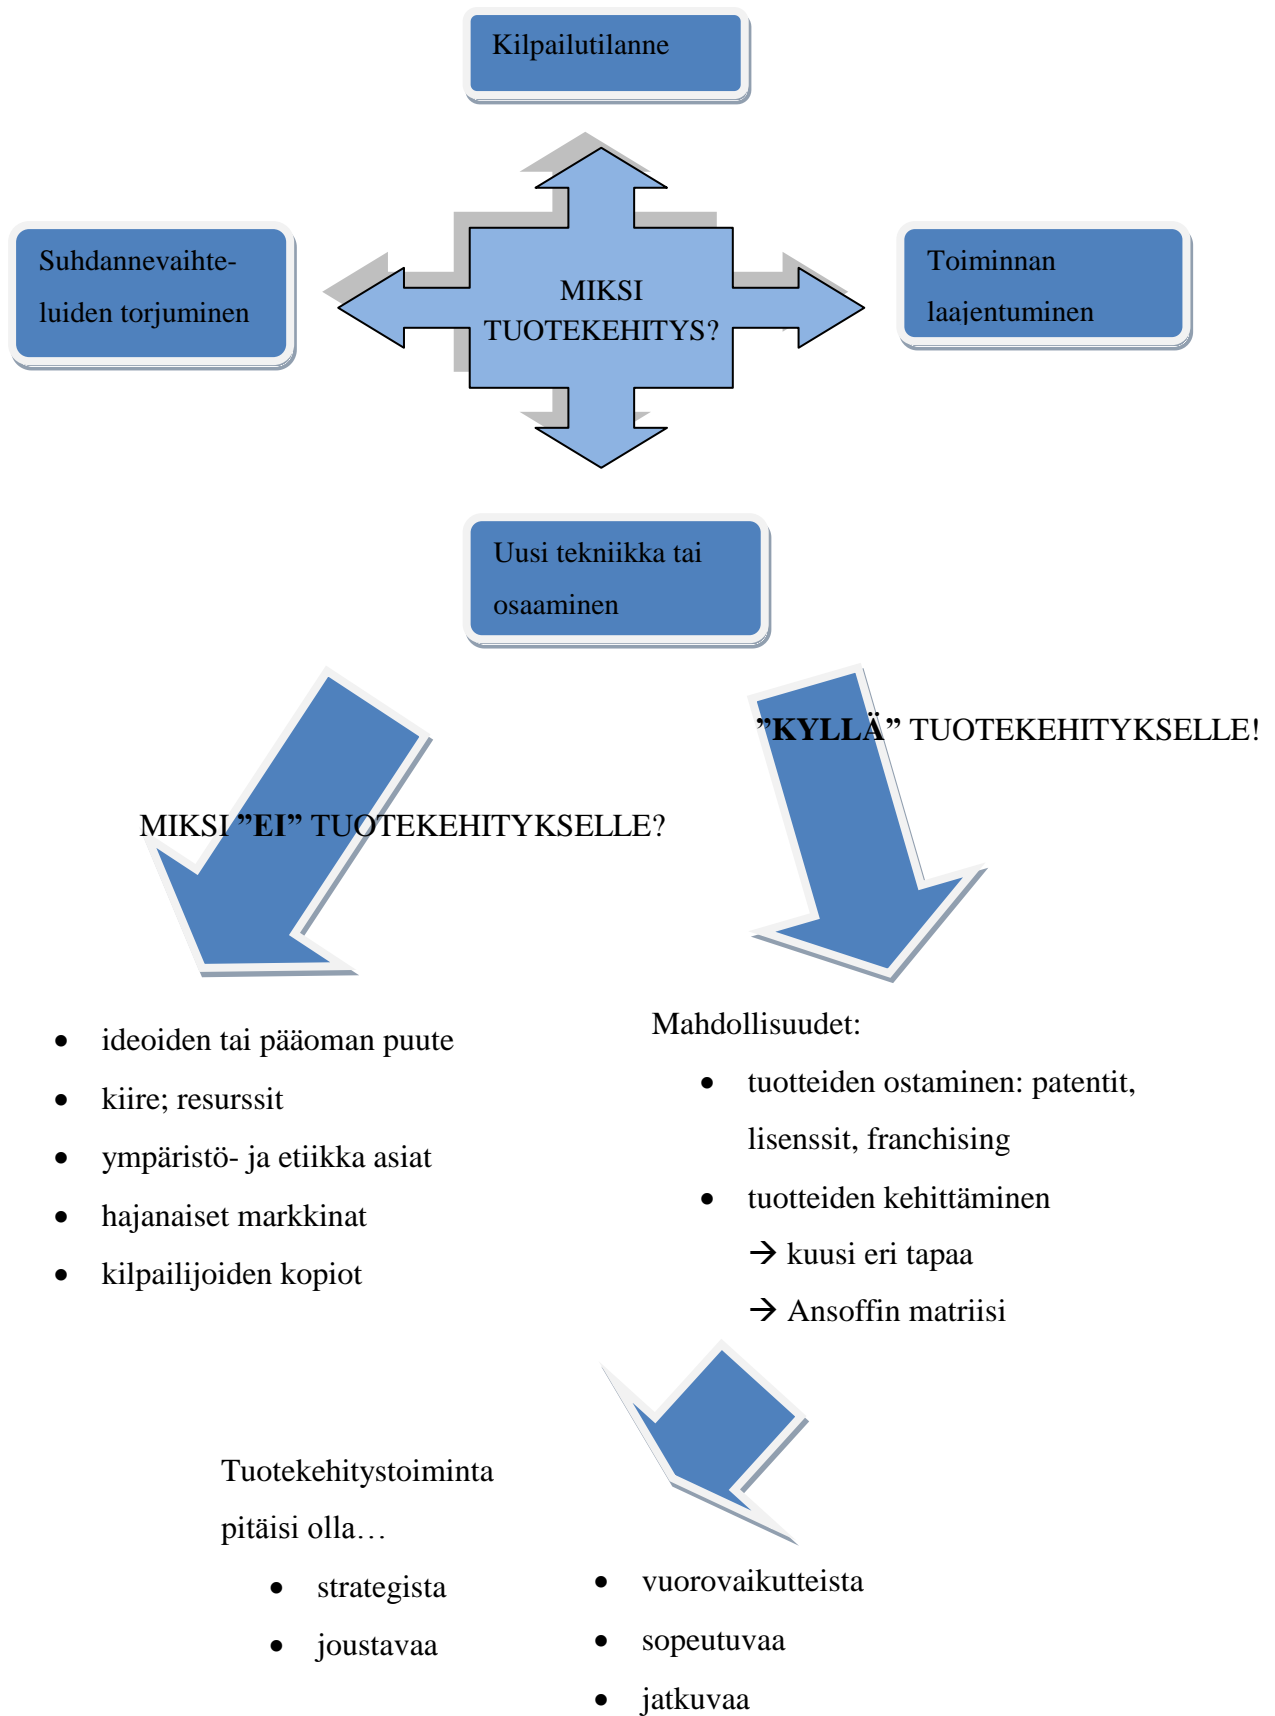 Kilpailutilanne
Suhdannevaihte-
luiden torjuminen
MIKSI
TUOTEKEHITYS?
Toiminnan
laajentuminen
Uusi tekniikka tai
osaaminen
”KYLLÄ” TUOTEKEHITYKSELLE!
MIKSI ”EI” TUOTEKEHITYKSELLE?
• ideoiden tai pääoman puute
• kiire; resurssit
• ympäristö- ja etiikka asiat
• hajanaiset markkinat
• kilpailijoiden kopiot
Mahdollisuudet:
• tuotteiden ostaminen: patentit,
lisenssit, franchising
• tuotteiden kehittäminen
→ kuusi eri tapaa
→ Ansoffin matriisi
Tuotekehitystoiminta
pitäisi olla…
• strategista
• joustavaa
• vuorovaikutteista
• sopeutuvaa
• jatkuvaa